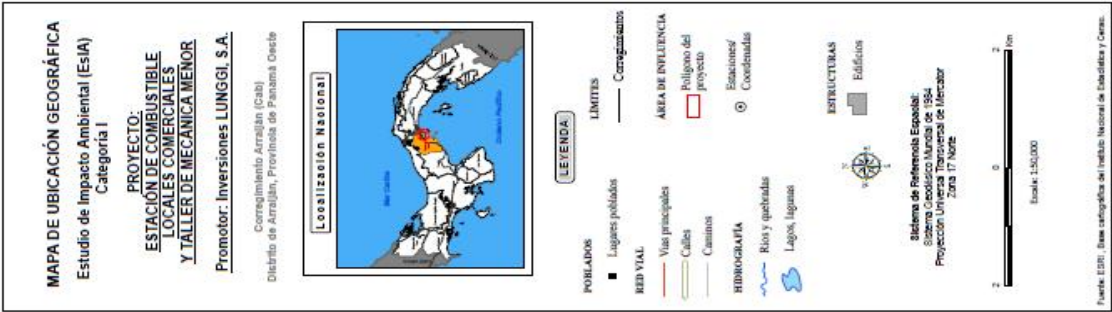 MAPA DE UBICACIÓN GEOGRÁFICA
Estudio de Impacto Ambiental (EsIA)
Categoría I
PROYECTO:
ESTACIÓN DE COMBUSTIBLE
LOCALES COMERCIALES
Y TALLER DE MECÁNICA MENOR
Promotor: Inversiones LUNGGI, S.A.
Corregimiento Arraiján (Cab)
Distrito de Arraiján, Provincia de Panamá Oeste
Localización Nacional
Mar Caribe
Océano Pacífico
LEYENDA
POBLADOS
Lugares poblados
RED VIAL
Vías principales
Calles
Caminos
HIDROGRAFÍA
Ríos y quebradas
Lagos, lagunas
LÍMITES
Corregimientos
ÁREA DE INFLUENCIA
Polígono del
proyecto
Estaciones/
Coordenadas
ESTRUCTURAS
Edificios
Sistema de Referencia Espacial:
Sistema Geodésico Mundial de 1984
Proyección Universal Transversal de Mercator
Zona 17 Norte
2 0 2
Km
Escala: 1:50,000
Fuente: ESRI, Base cartográfica del Instituto Nacional de Estadística y Censo.